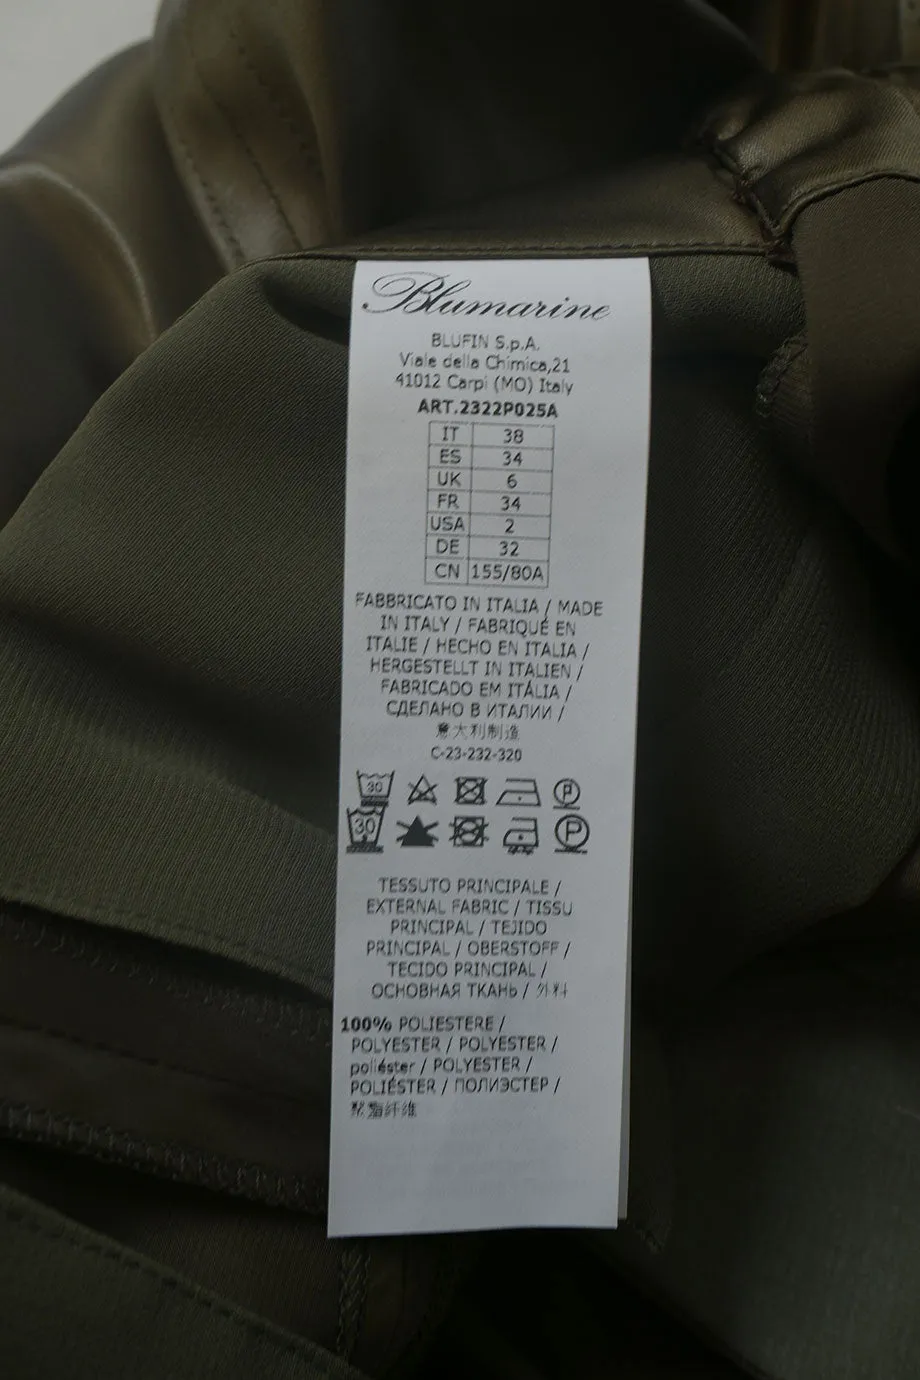 Blumarine
BLUFIN S.p.A.
Viale della Chimica,21
41012 Carpi (MO) Italy
ART.2322P025A
IT 38
ES 34
UK 6
FR 34
USA 2
DE 32
CN 155/80A
FABBRICATO IN ITALIA / MADE
IN ITALY / FABRIQUÉ EN
ITALIE / HECHO EN ITALIA /
HERGESTELLT IN ITALIEN /
FABRICADO EM ITÁLIA /
СДЕЛАНО В ИТАЛИИ /
意大利制造
C-23-232-320
30 P
30 P
TESSUTO PRINCIPALE /
EXTERNAL FABRIC / TISSU
PRINCIPAL / TEJIDO
PRINCIPAL / OBERSTOFF /
TECIDO PRINCIPAL /
ОСНОВНАЯ ТКАНЬ / 外料
100% POLIESTERE /
POLYESTER / POLYESTER /
poliéster / POLYESTER /
POLIÉSTER / ПОЛИЭСТЕР /
聚酯纤维